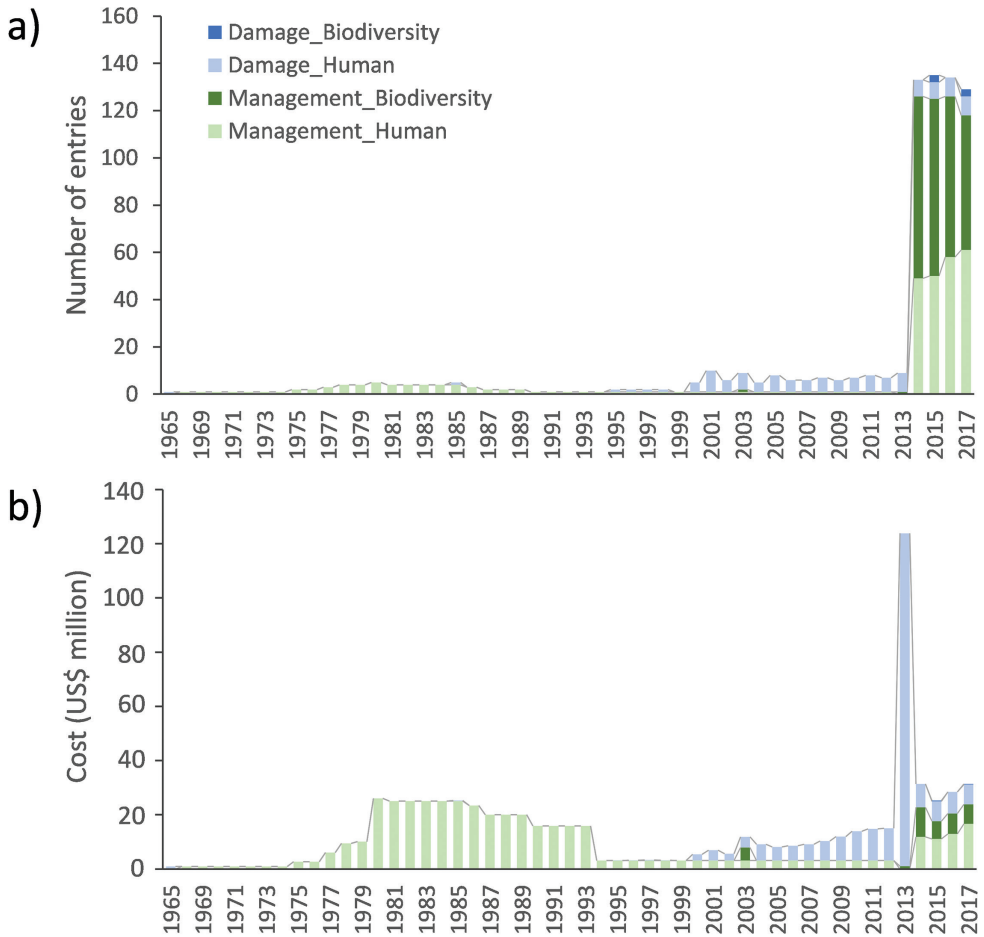 a)
160
140
120
100
80
60
40
20
0
Number of entries
Damage_Biodiversity
Damage_Human
Management_Biodiversity
Management_Human
1965 1969 1971 1973 1975 1977 1979 1981 1983 1985 1987 1989 1991 1993 1995 1997 1999 2001 2003 2005 2007 2009 2011 2013 2015 2017
b)
140
120
100
80
60
40
20
0
Cost (US$ million)
1965 1969 1971 1973 1975 1977 1979 1981 1983 1985 1987 1989 1991 1993 1995 1997 1999 2001 2003 2005 2007 2009 2011 2013 2015 2017